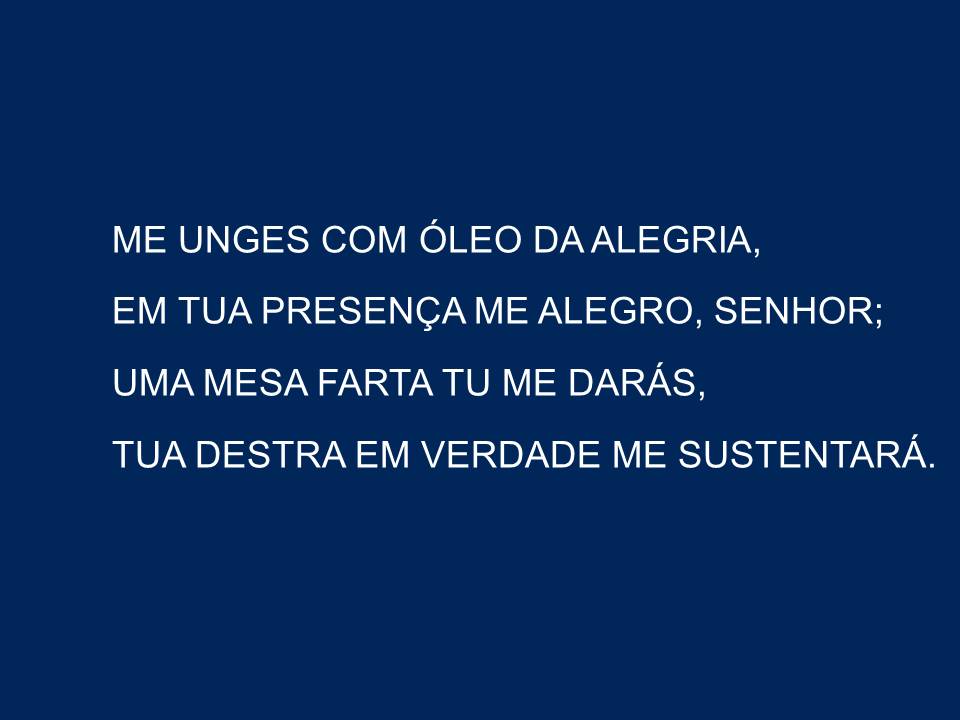 ME UNGES COM ÓLEO DA ALEGRIA,
EM TUA PRESENÇA ME ALEGRO, SENHOR;
UMA MESA FARTA TU ME DARÁS,
TUA DESTRA EM VERDADE ME SUSTENTARÁ.